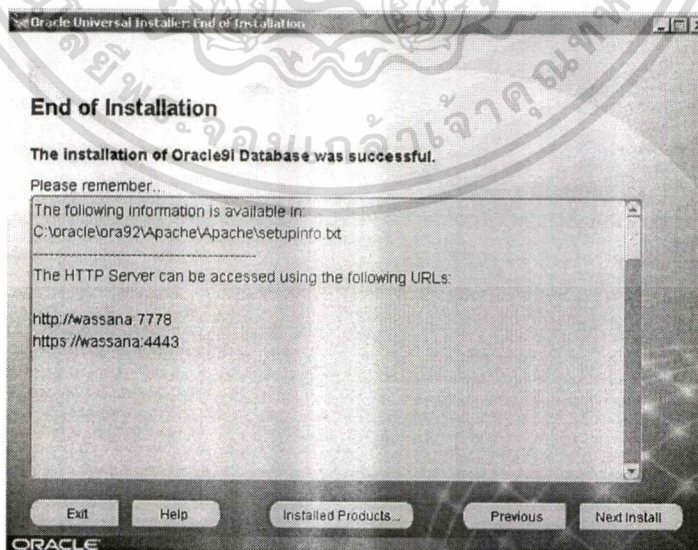 Oracle Universal Installer: End of Installation
End of Installation
The installation of Oracle9i Database was successful.
Please remember...
The following information is available in:
C:\oracle\ora92\Apache\Apache\setupinfo.txt
-----------------------------------------------------
The HTTP Server can be accessed using the following URLs:
http://wassana:7778
https://wassana:4443
Exit
Help
Installed Products...
Previous
Next Install
ORACLE